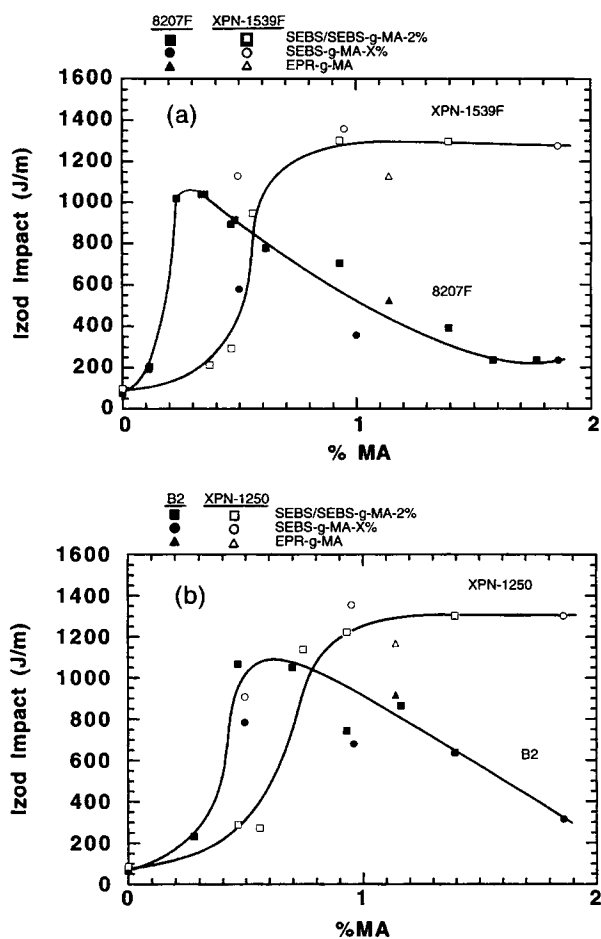 8207F XPN-1539F
SEBS/SEBS-g-MA-2%
SEBS-g-MA-X%
EPR-g-MA
1600
1400
1200
1000
800
600
400
200
0
Izod Impact (J/m)
(a)
XPN-1539F
8207F
0 1 2
% MA
B2 XPN-1250
SEBS/SEBS-g-MA-2%
SEBS-g-MA-X%
EPR-g-MA
1600
1400
1200
1000
800
600
400
200
0
Izod Impact (J/m)
(b)
XPN-1250
B2
0 1 2
%MA